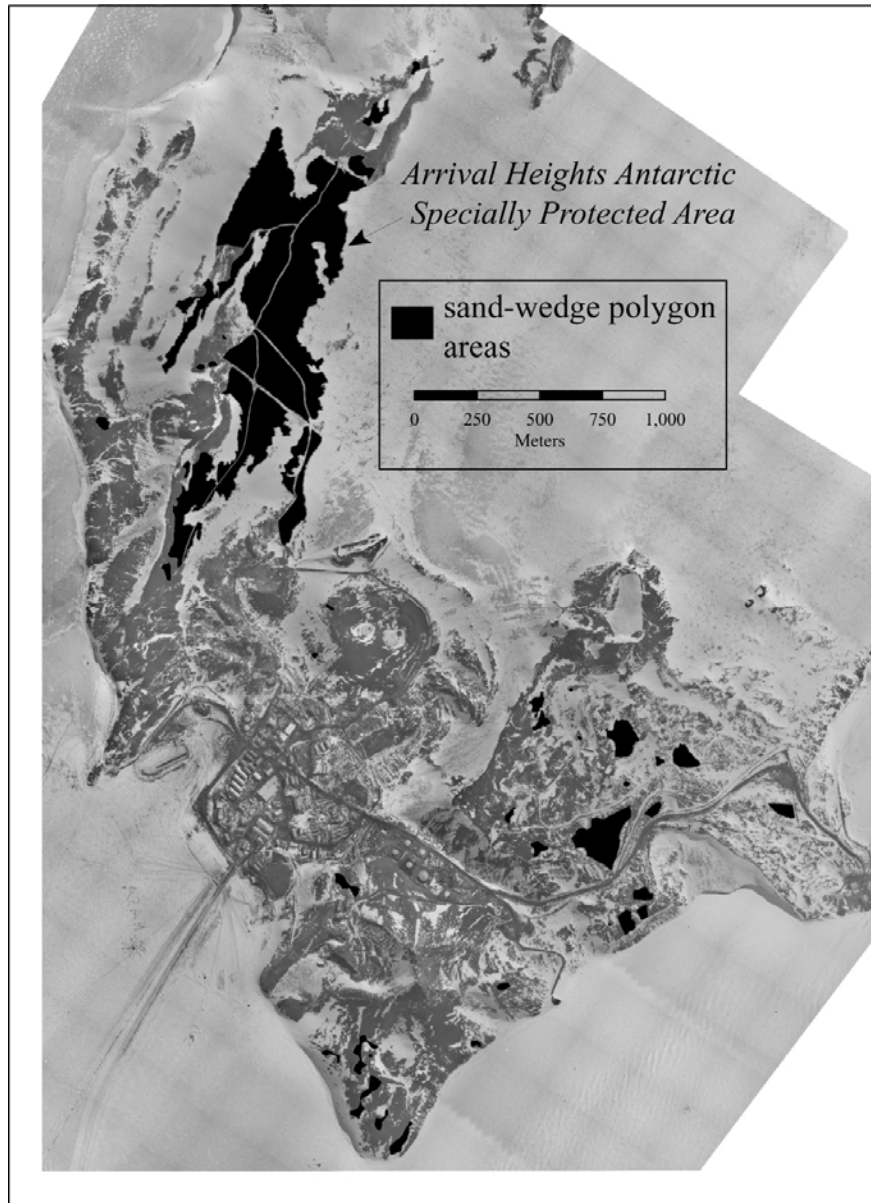 Arrival Heights Antarctic
Specially Protected Area
sand-wedge polygon
areas
0 250 500 750 1,000
Meters